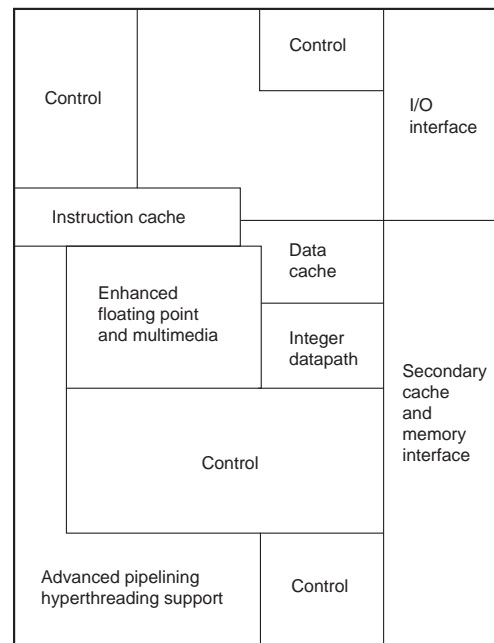 Control
Control
I/O
interface
Instruction cache
Data
cache
Enhanced
floating point
and multimedia
Integer
datapath
Secondary
cache
and
memory
interface
Control
Advanced pipelining
hyperthreading support
Control